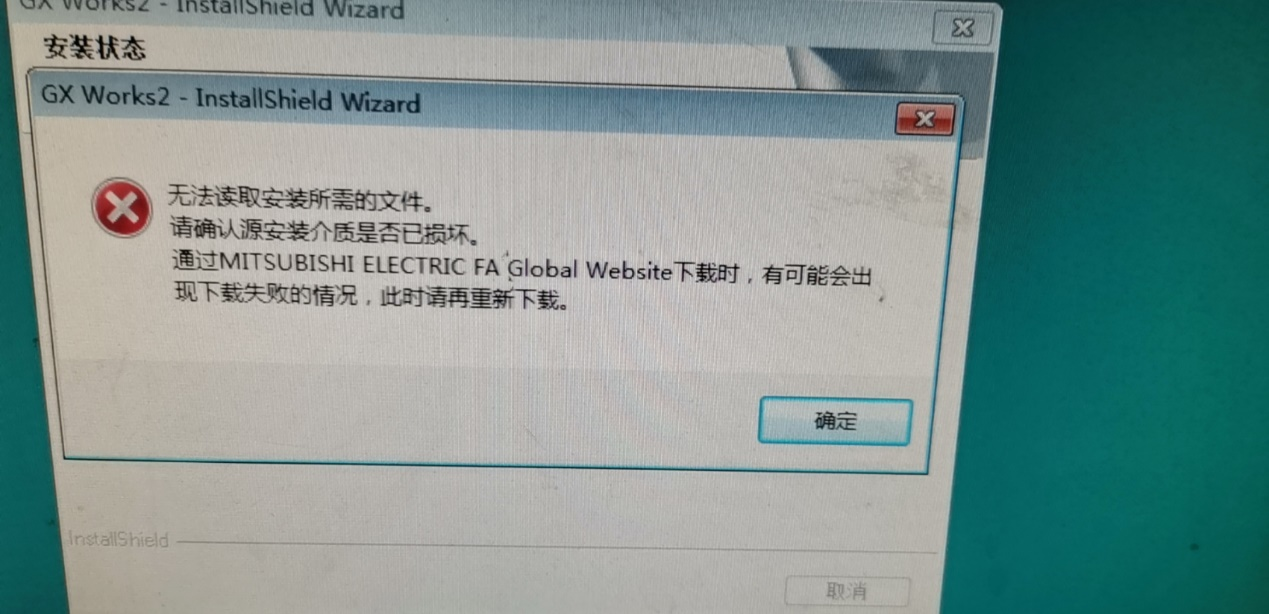 GX Works2 - InstallShield Wizard
安装状态
GX Works2 - InstallShield Wizard
无法读取安装所需的文件。
请确认源安装介质是否已损坏。
通过MITSUBISHI ELECTRIC FA Global Website下载时，有可能会出
现下载失败的情况，此时请再重新下载。
确定
InstallShield
取消